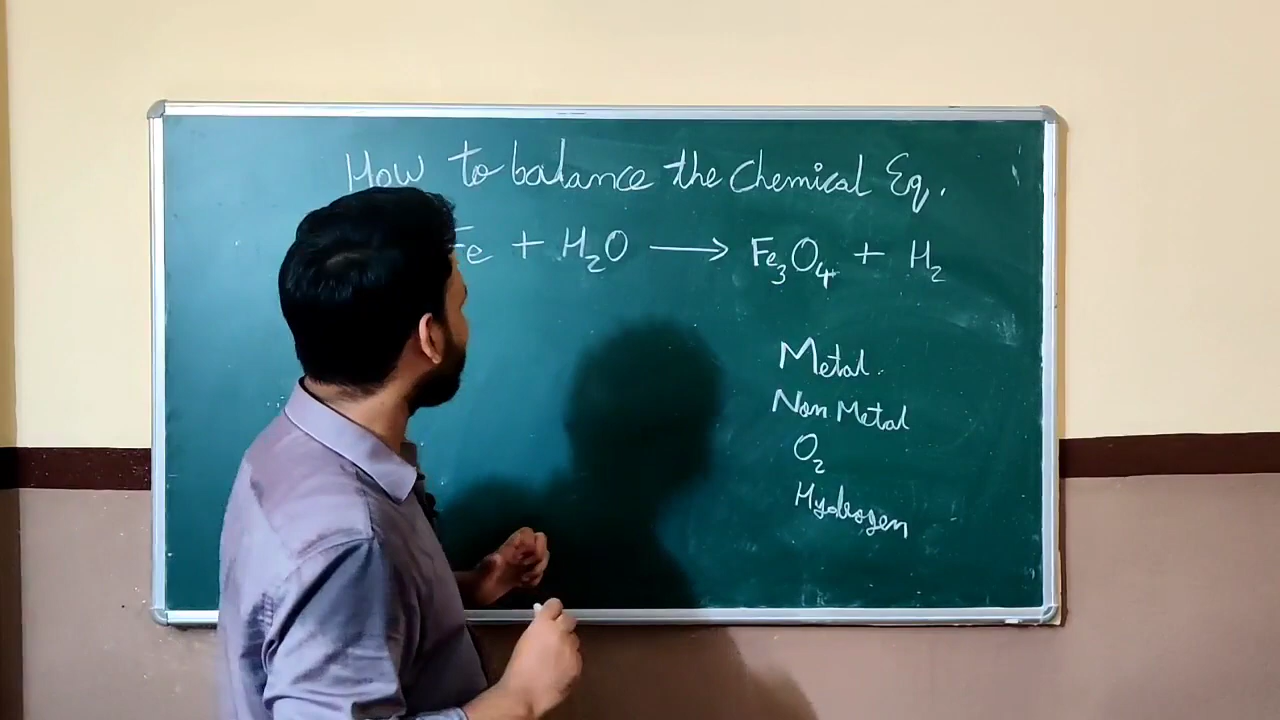 How to balance the Chemical Eq.
Fe + H₂O ⟶ Fe₃O₄ + H₂
Metal.
Non Metal
O₂
Hydrogen